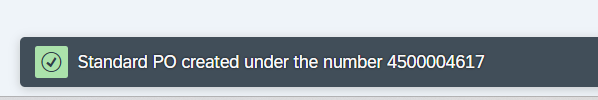 Standard PO created under the number 4500004617